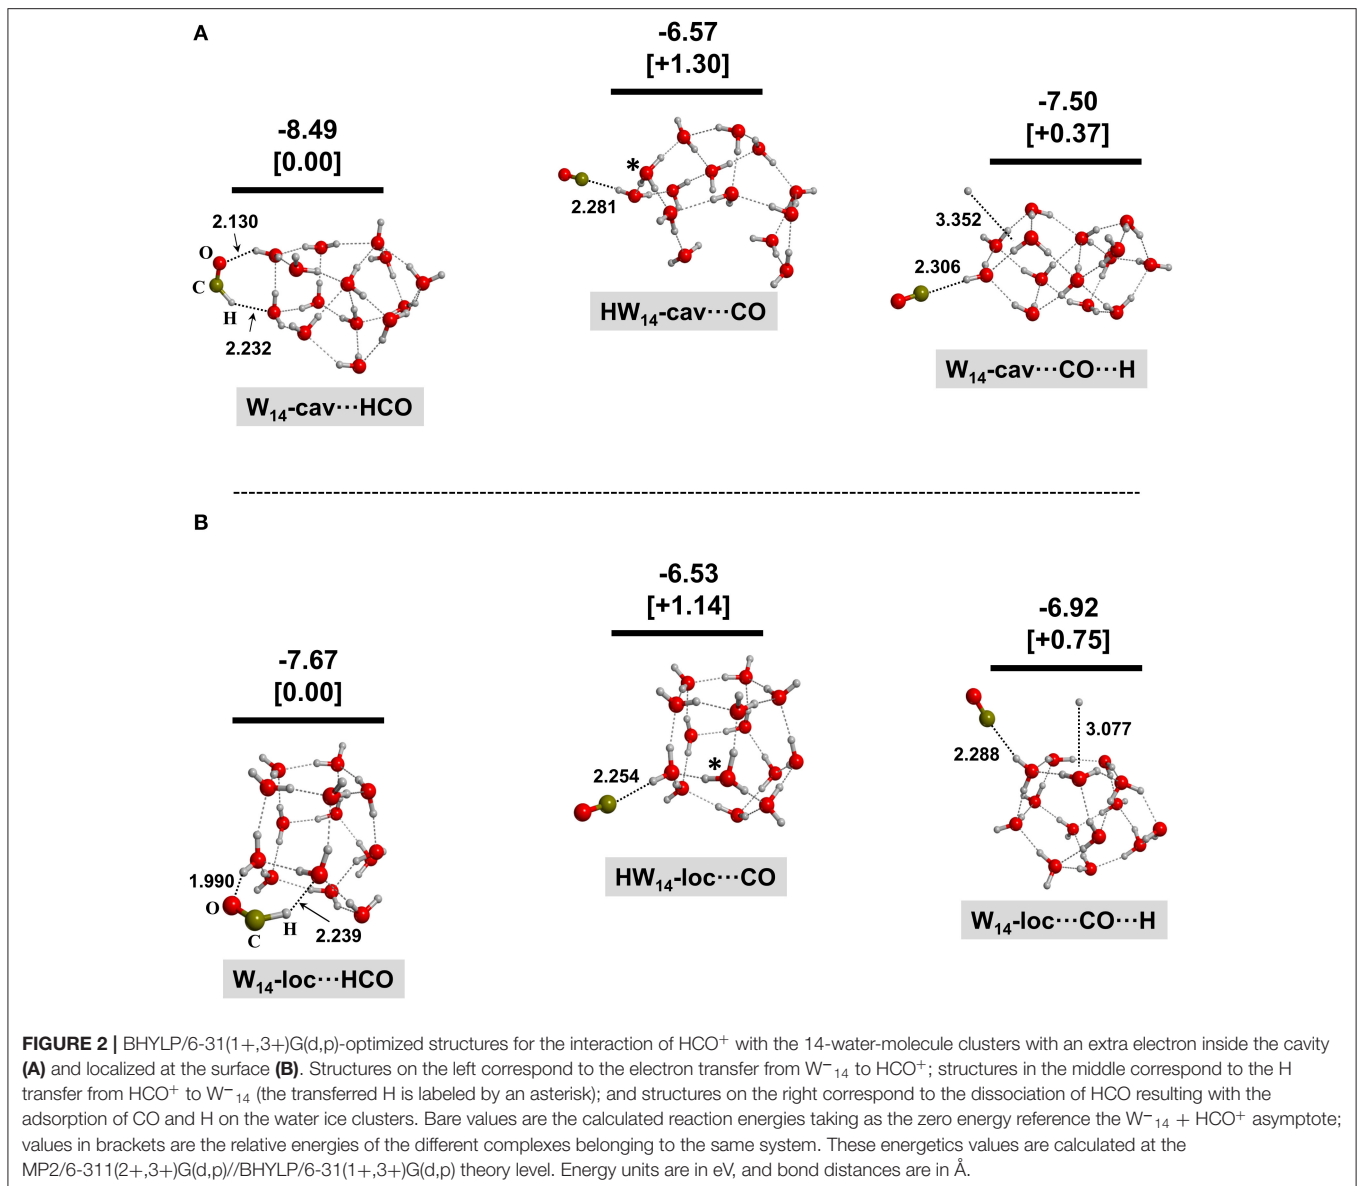 A
-6.57
[+1.30]
-8.49
[0.00]
-7.50
[+0.37]
2.130
O
C
H
2.232
*
2.281
3.352
2.306
W₁₄-cav···HCO
HW₁₄-cav···CO
W₁₄-cav···CO···H
B
-7.67
[0.00]
-6.53
[+1.14]
-6.92
[+0.75]
1.990
O
C
H
2.239
2.254
*
2.288
3.077
W₁₄-loc···HCO
HW₁₄-loc···CO
W₁₄-loc···CO···H
FIGURE 2 | BHYLP/6-31(1+,3+)G(d,p)-optimized structures for the interaction of HCO⁺ with the 14-water-molecule clusters with an extra electron inside the cavity
(A) and localized at the surface (B). Structures on the left correspond to the electron transfer from W⁻₁₄ to HCO⁺; structures in the middle correspond to the H
transfer from HCO⁺ to W⁻₁₄ (the transferred H is labeled by an asterisk); and structures on the right correspond to the dissociation of HCO resulting with the
adsorption of CO and H on the water ice clusters. Bare values are the calculated reaction energies taking as the zero energy reference the W⁻₁₄ + HCO⁺ asymptote;
values in brackets are the relative energies of the different complexes belonging to the same system. These energetics values are calculated at the
MP2/6-311(2+,3+)G(d,p)//BHYLP/6-31(1+,3+)G(d,p) theory level. Energy units are in eV, and bond distances are in Å.